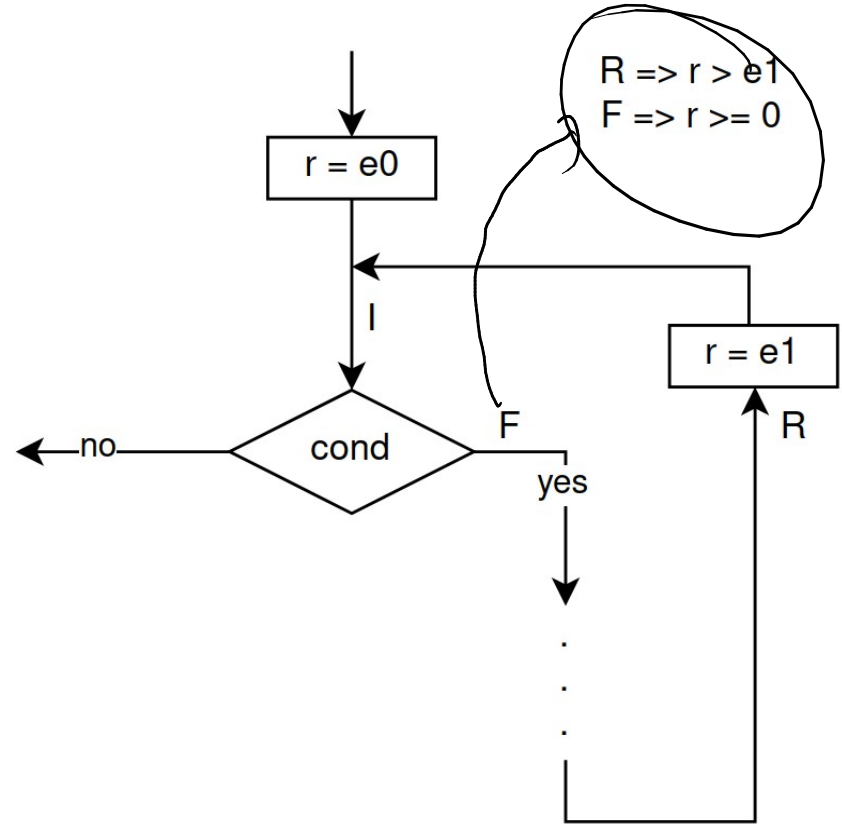 R => r > e1
F => r >= 0
r = e0
I
r = e1
F
R
no
cond
yes
.
.
.